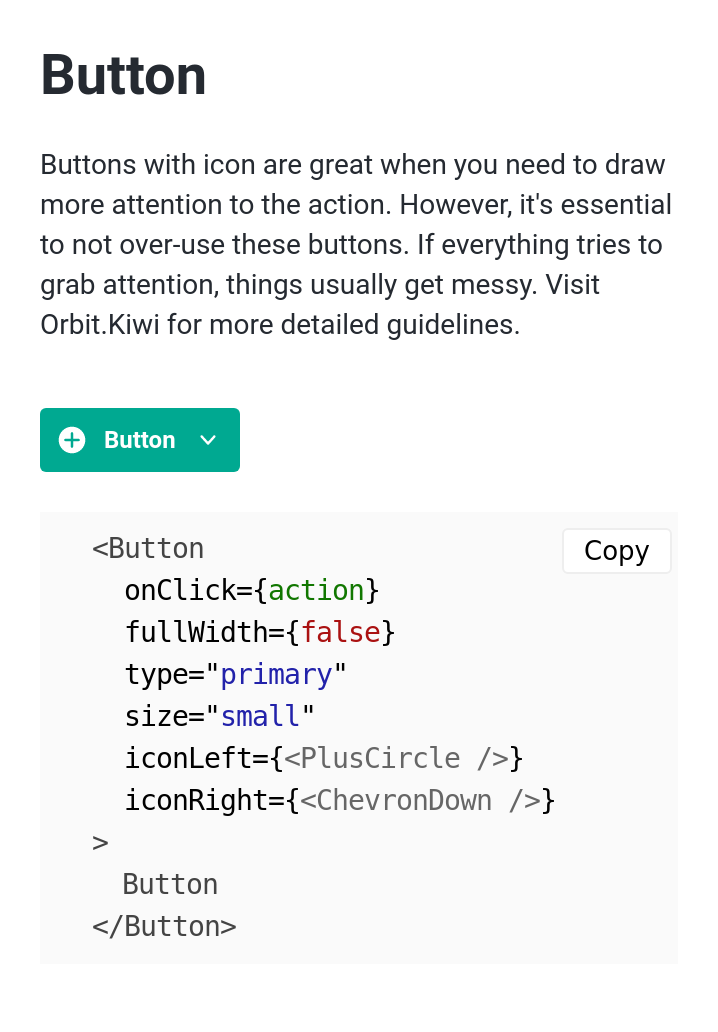 Button
Buttons with icon are great when you need to draw
more attention to the action. However, it's essential
to not over-use these buttons. If everything tries to
grab attention, things usually get messy. Visit
Orbit.Kiwi for more detailed guidelines.
Button
Copy
<Button
  onClick={action}
  fullWidth={false}
  type="primary"
  size="small"
  iconLeft={<PlusCircle />}
  iconRight={<ChevronDown />}
>
  Button
</Button>